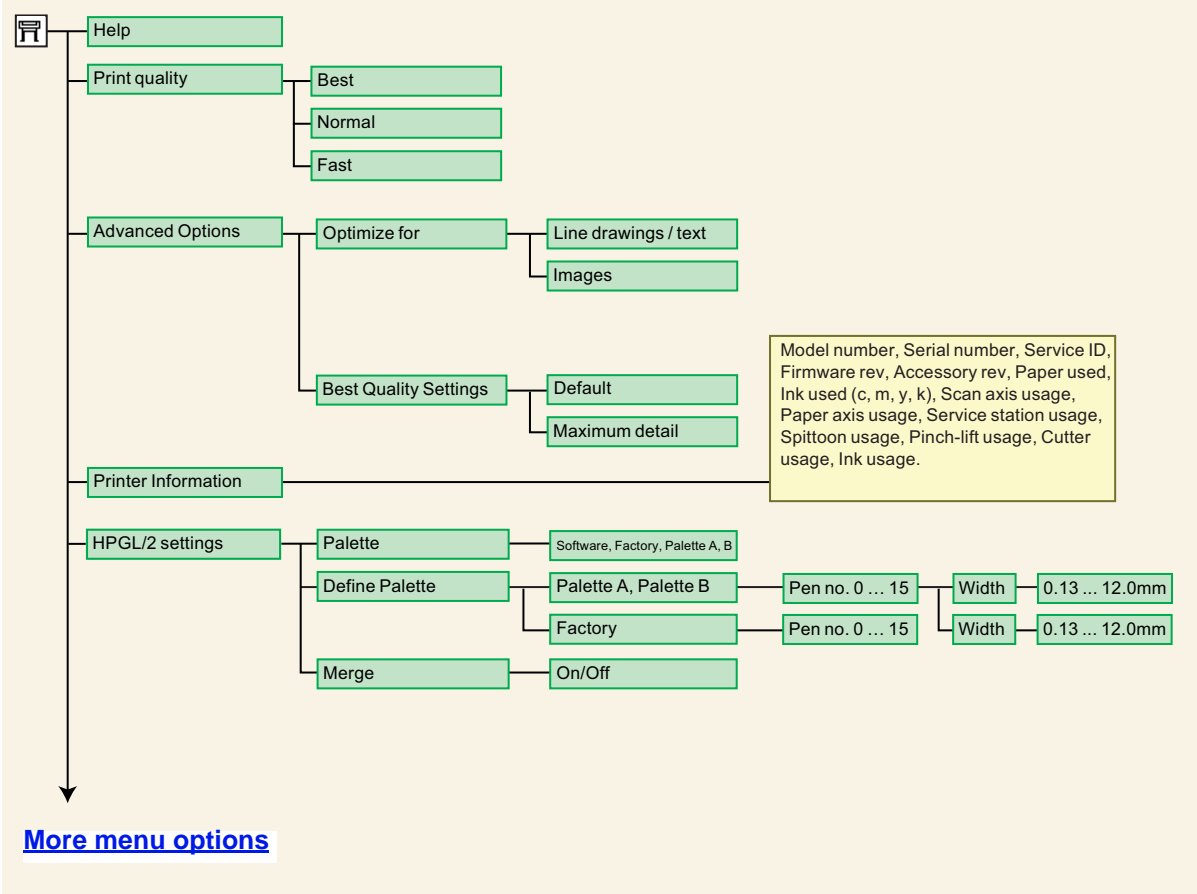 Help
Print quality
Best
Normal
Fast
Advanced Options
Optimize for
Line drawings / text
Images
Best Quality Settings
Default
Maximum detail
Model number, Serial number, Service ID,
Firmware rev, Accessory rev, Paper used,
Ink used (c, m, y, k), Scan axis usage,
Paper axis usage, Service station usage,
Spittoon usage, Pinch-lift usage, Cutter
usage, Ink usage.
Printer Information
HPGL/2 settings
Palette
Software, Factory, Palette A, B
Define Palette
Palette A, Palette B
Pen no. 0 … 15
Width
0.13 ... 12.0mm
Factory
Pen no. 0 … 15
Width
0.13 ... 12.0mm
Merge
On/Off
More menu options